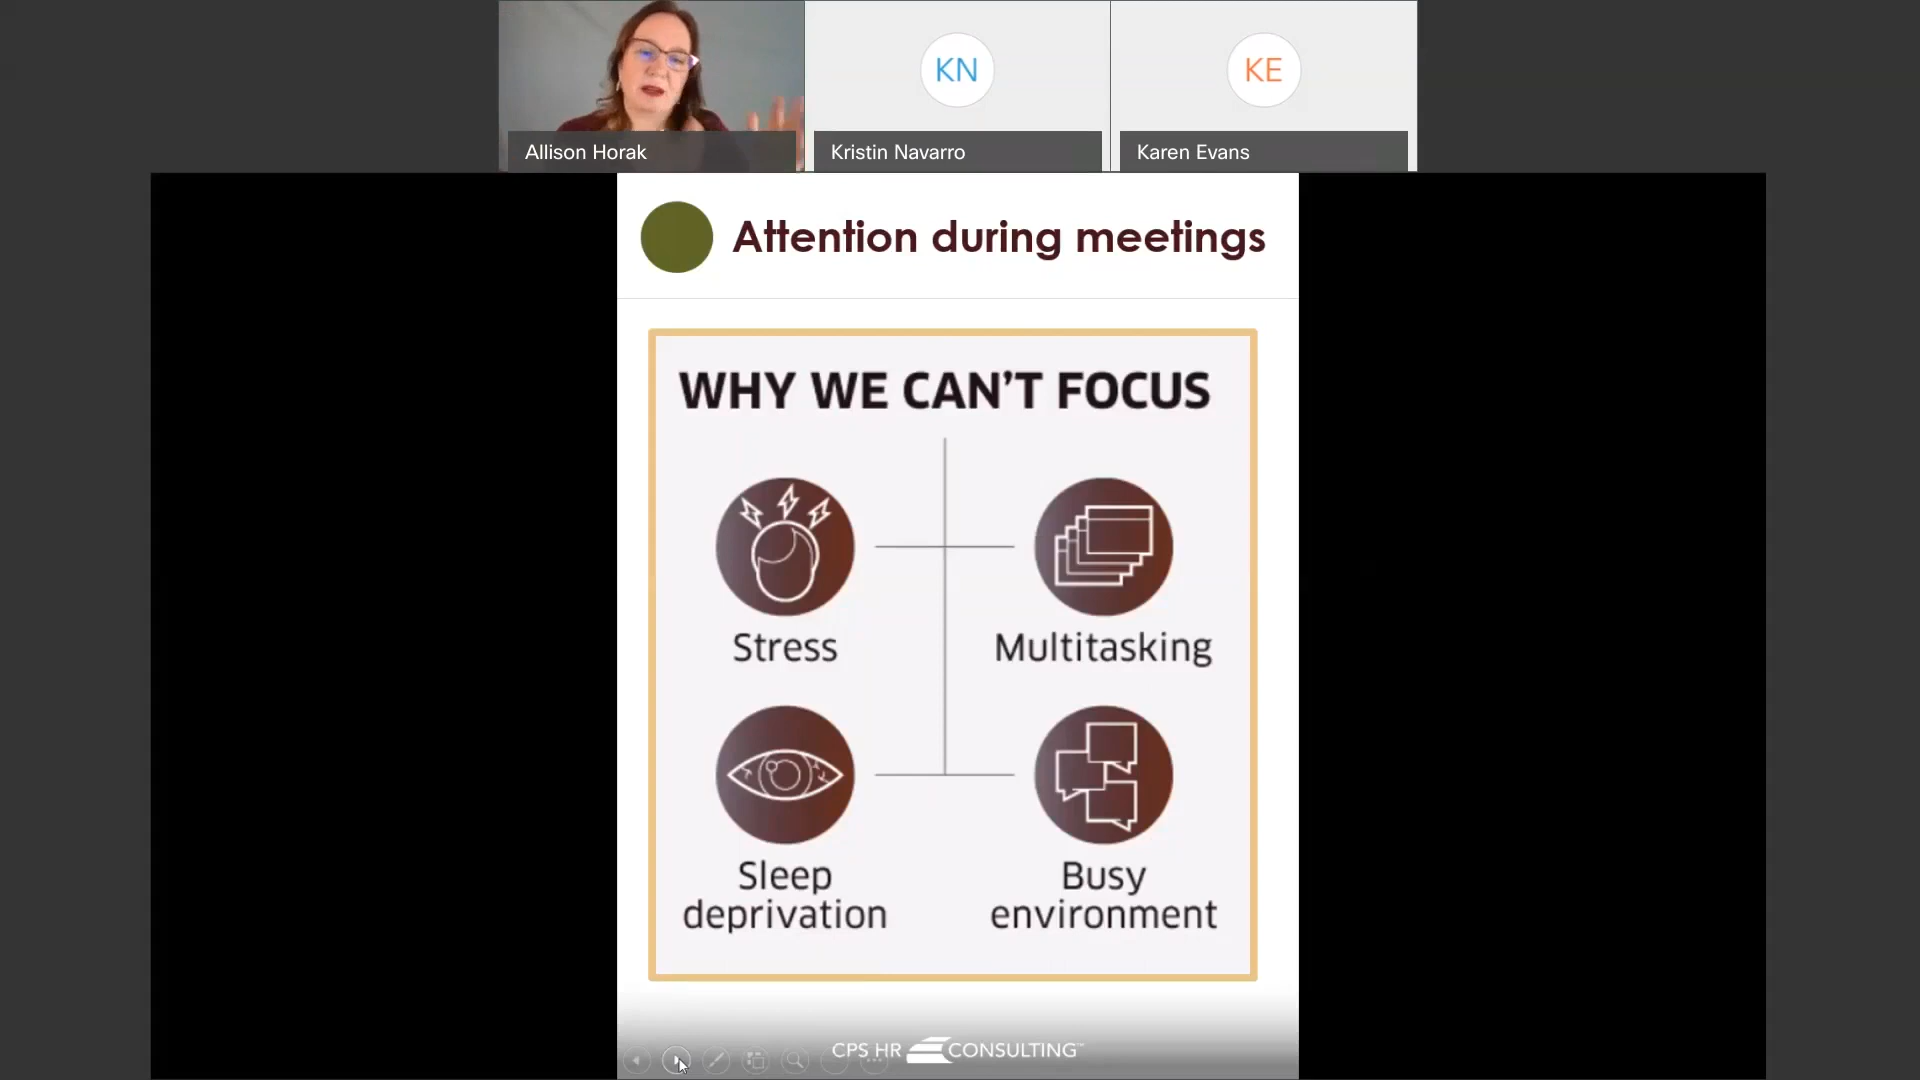 KN
KE
Allison Horak
Kristin Navarro
Karen Evans
Attention during meetings
WHY WE CAN'T FOCUS
Stress
Multitasking
Sleep
deprivation
Busy
environment
CPS HR CONSULTING™